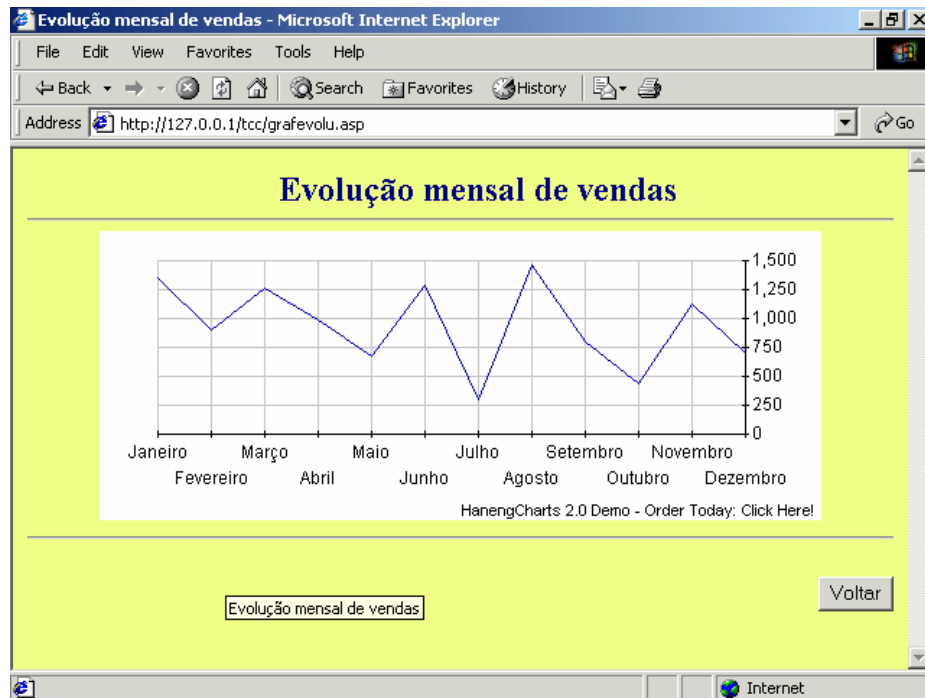 Evolução mensal de vendas - Microsoft Internet Explorer
File Edit View Favorites Tools Help
Back Search Favorites History
Address http://127.0.0.1/tcc/grafevolu.asp Go
Evolução mensal de vendas
1,500
1,250
1,000
750
500
250
0
Janeiro Março Maio Julho Setembro Novembro
Fevereiro Abril Junho Agosto Outubro Dezembro
HanengCharts 2.0 Demo - Order Today: Click Here!
Voltar
Evolução mensal de vendas
Internet